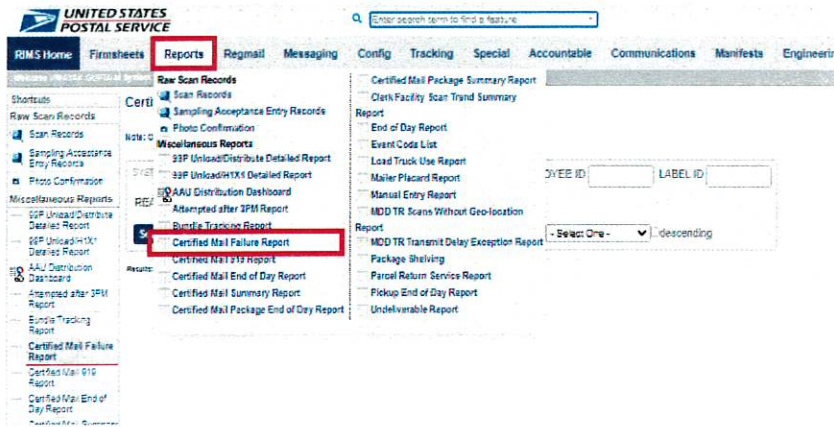 UNITED STATES
POSTAL SERVICE
Enter search term to find a feature
RIMS Home Firmsheets Reports Regmail Messaging Config Tracking Special Accountable Communications Manifests Engineerin
Shortcuts
Raw Scan Records
Scan Records
Sampling Acceptance
Entry Records
Photo Confirmation
Miscellaneous Reports
99P Unload/Distribute
Detailed Report
99P Unload/H1X1
Detailed Report
AAU Distribution
Dashboard
Attempted after 3PM
Report
Bundle Tracking
Report
Certified Mail Failure
Report
Certified Mail 919
Report
Certified Mail End of
Day Report
Certified Mail Summary
Certi
Note: C
SYST
REA
Results
Raw Scan Records
Scan Records
Sampling Acceptance Entry Records
Photo Confirmation
Miscellaneous Reports
99P Unload/Distribute Detailed Report
99P Unload/H1X1 Detailed Report
AAU Distribution Dashboard
Attempted after 3PM Report
Bundle Tracking Report
Certified Mail Failure Report
Certified Mail 919 Report
Certified Mail End of Day Report
Certified Mail Summary Report
Certified Mail Package End of Day Report
Certified Mail Package Summary Report
Clerk Facility Scan Trend Summary
Report
End of Day Report
Event Code List
Load Truck Use Report
Mailer Placard Report
Manual Entry Report
MDD TR Scans Without Geo-location
Report
MDD TR Transmit Delay Exception Report
Package Shelving
Parcel Return Service Report
Pickup End of Day Report
Undeliverable Report
OYEE ID
LABEL ID
- Select One -
descending